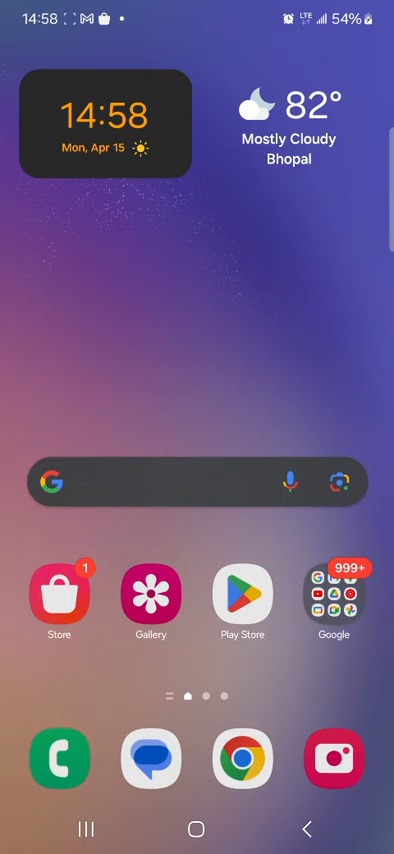 14:58
LTE
54%
14:58
Mon, Apr 15
82°
Mostly Cloudy
Bhopal
1
999+
Store
Gallery
Play Store
Google